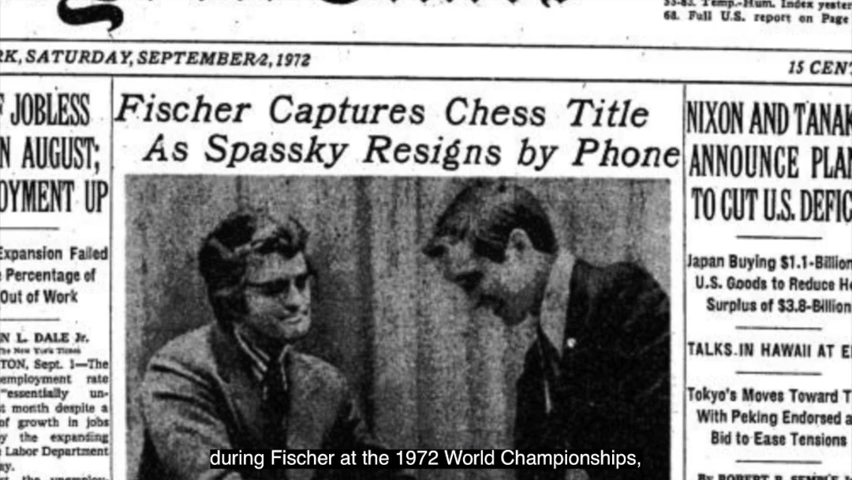 Temp.-Hum. Index yester
68. Full U.S. report on Page
RK, SATURDAY, SEPTEMBER 2, 1972
15 CENT
F JOBLESS
N AUGUST;
OYMENT UP
Expansion Failed
Percentage of
Out of Work
N L. DALE Jr.
The New York Times
TON, Sept. 1—The
employment rate
"essentially un-
t month despite a
of growth in jobs
y the expanding
Labor Department
ay.
Fischer Captures Chess Title
As Spassky Resigns by Phone
NIXON AND TANAK
ANNOUNCE PLAN
TO CUT U.S. DEFIC
Japan Buying $1.1-Billion
U.S. Goods to Reduce He
Surplus of $3.8-Billion
TALKS IN HAWAII AT E
Tokyo's Moves Toward T
With Peking Endorsed a
Bid to Ease Tensions
during Fischer at the 1972 World Championships,